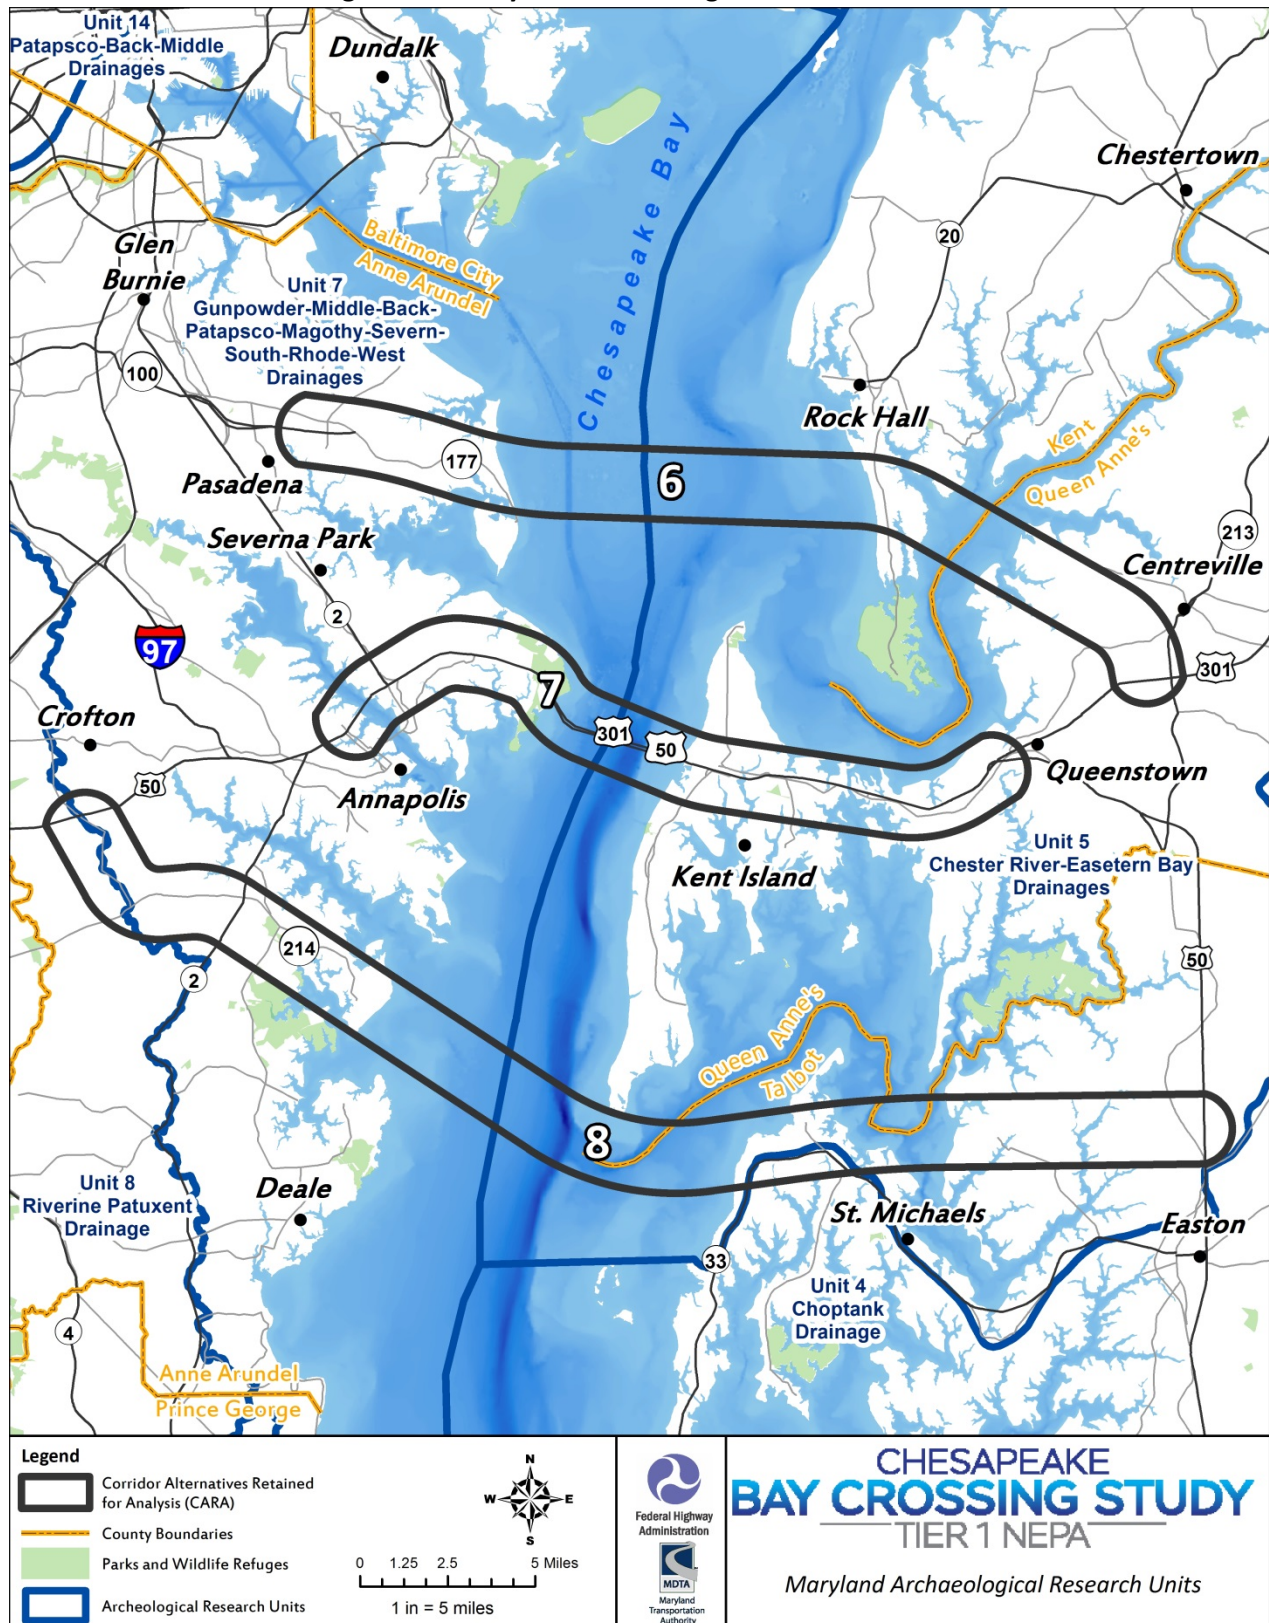 Unit 14
Patapsco-Back-Middle
Drainages
Dundalk
Chesapeake Bay
Chestertown
20
Glen
Burnie
Baltimore City
Anne Arundel
Unit 7
Gunpowder-Middle-Back-
Patapsco-Magothy-Severn-
South-Rhode-West
Drainages
100
Rock Hall
Kent
Queen Anne's
177
6
Pasadena
213
Severna Park
Centreville
2
97
301
7
Crofton
301
50
Queenstown
50
Annapolis
Unit 5
Chester River-Easetern Bay
Drainages
Kent Island
214
50
2
Queen Anne's
Talbot
8
Unit 8
Riverine Patuxent
Drainage
Deale
St. Michaels
Easton
33
Unit 4
Choptank
Drainage
4
Anne Arundel
Prince George
Legend
Corridor Alternatives Retained
for Analysis (CARA)
County Boundaries
Parks and Wildlife Refuges
Archeological Research Units
N
W E
S
0 1.25 2.5 5 Miles
1 in = 5 miles
Federal Highway
Administration
MDTA
Maryland
Transportation
Authority
CHESAPEAKE
BAY CROSSING STUDY
TIER 1 NEPA
Maryland Archaeological Research Units